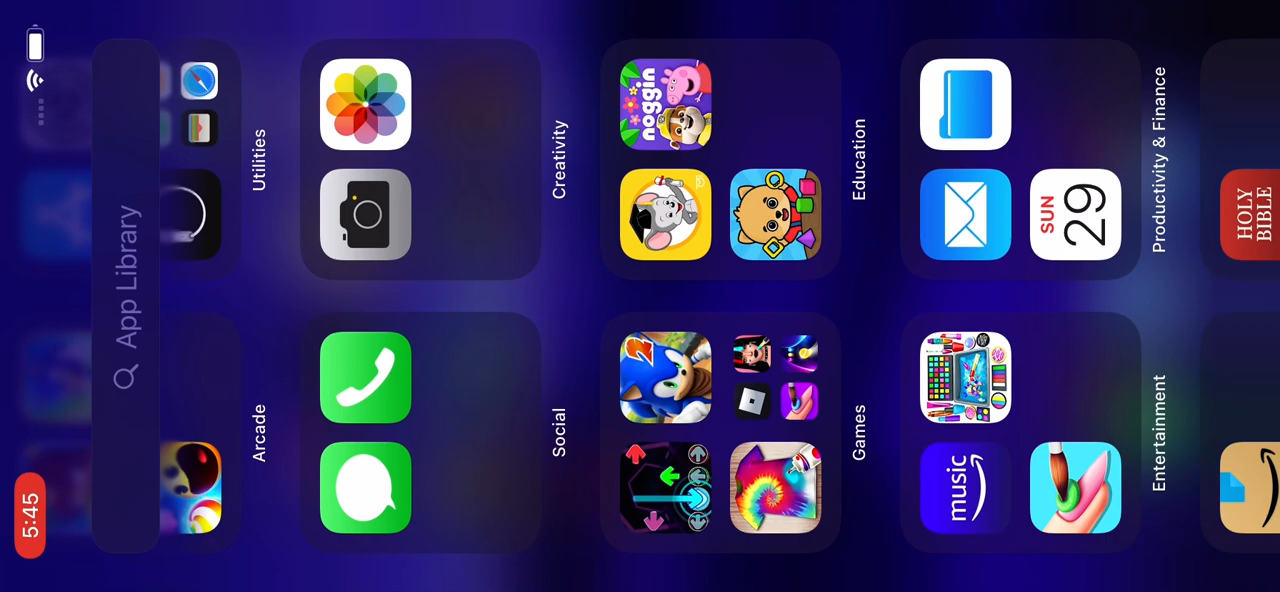 5:45
App Library
Arcade
Utilities
Social
Creativity
2
noggin
Games
Education
music
SUN
29
Entertainment
Productivity & Finance
HOLY
BIBLE